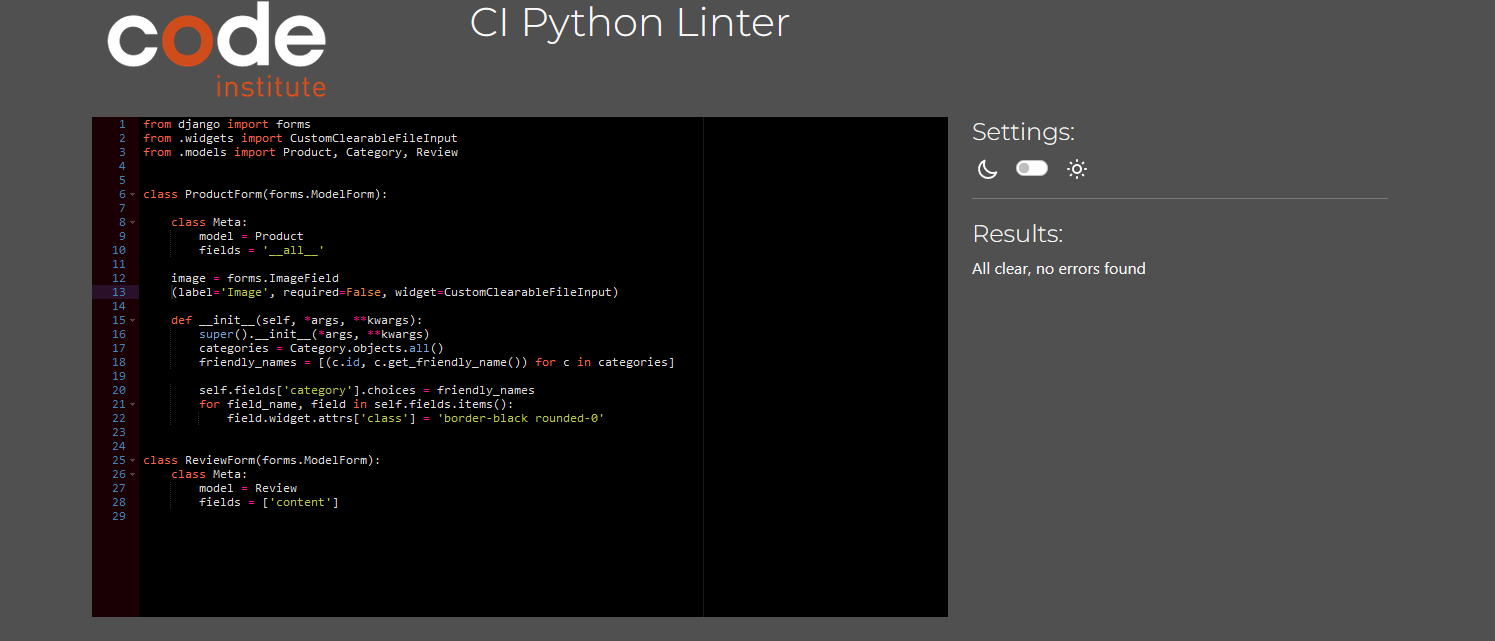 code
institute
CI Python Linter
1 from django import forms
2 from .widgets import CustomClearableFileInput
3 from .models import Product, Category, Review
4
5
6 class ProductForm(forms.ModelForm):
7
8     class Meta:
9         model = Product
10         fields = '__all__'
11
12     image = forms.ImageField
13     (label='Image', required=False, widget=CustomClearableFileInput)
14
15     def __init__(self, *args, **kwargs):
16         super().__init__(*args, **kwargs)
17         categories = Category.objects.all()
18         friendly_names = [(c.id, c.get_friendly_name()) for c in categories]
19
20         self.fields['category'].choices = friendly_names
21         for field_name, field in self.fields.items():
22             field.widget.attrs['class'] = 'border-black rounded-0'
23
24
25 class ReviewForm(forms.ModelForm):
26     class Meta:
27         model = Review
28         fields = ['content']
29
Settings:
Results:
All clear, no errors found